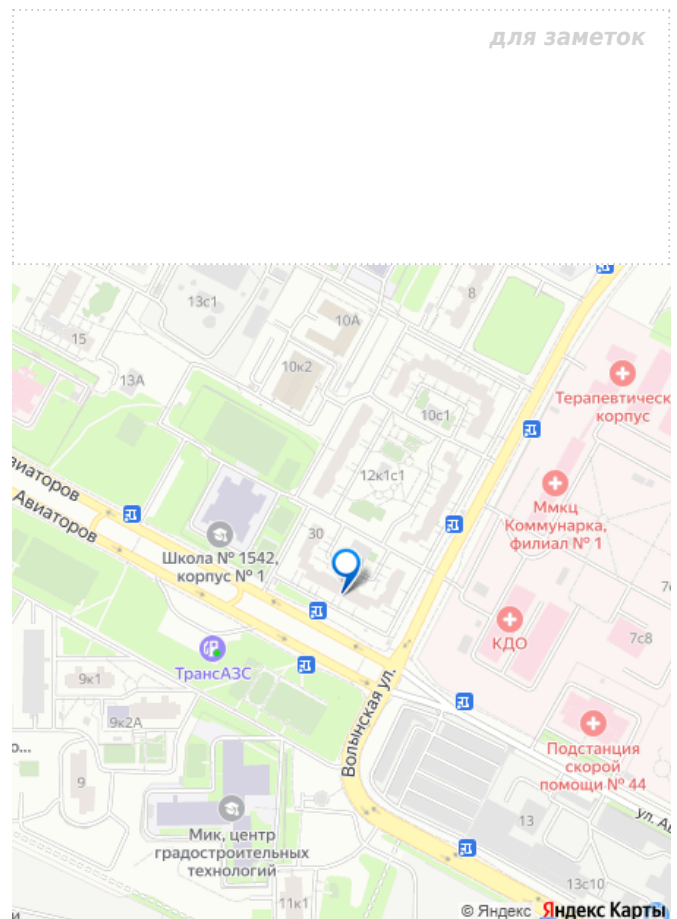 для заметок
13с1
10А
8
15
10к2
13А
Терапевтическ
корпус
10с1
12к1с1
Авиаторов
Авиаторов
Ммкц
Коммунарка,
филиал № 1
30
Школа № 1542,
корпус № 1
КДО
7с8
ТрансАЗС
9к1
9к2А
Волынская ул.
Подстанция
скорой
помощи № 44
9
13
Мик, центр
градостроительных
технологий
13с10
11к1
© Яндекс Яндекс Карты